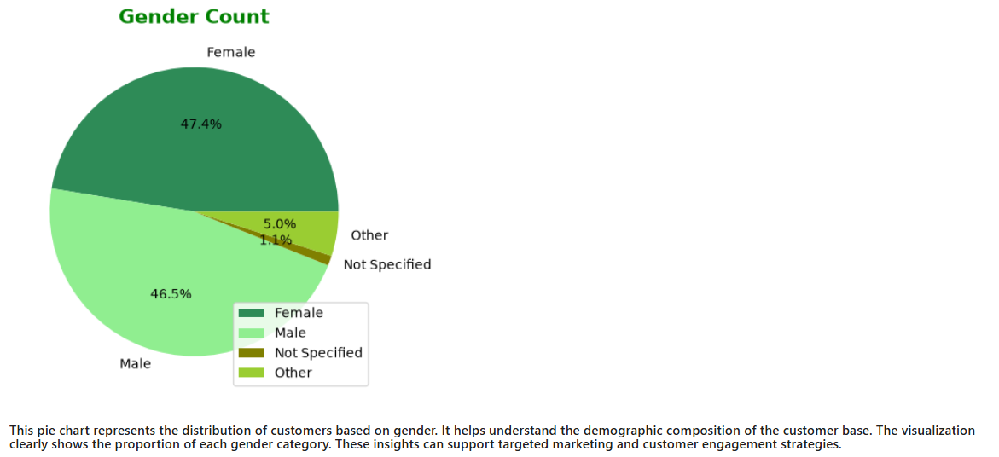 Gender Count
Female
47.4%
5.0%
Other
1.1%
Not Specified
46.5%
Female
Male
Not Specified
Other
Male
This pie chart represents the distribution of customers based on gender. It helps understand the demographic composition of the customer base. The visualization
clearly shows the proportion of each gender category. These insights can support targeted marketing and customer engagement strategies.